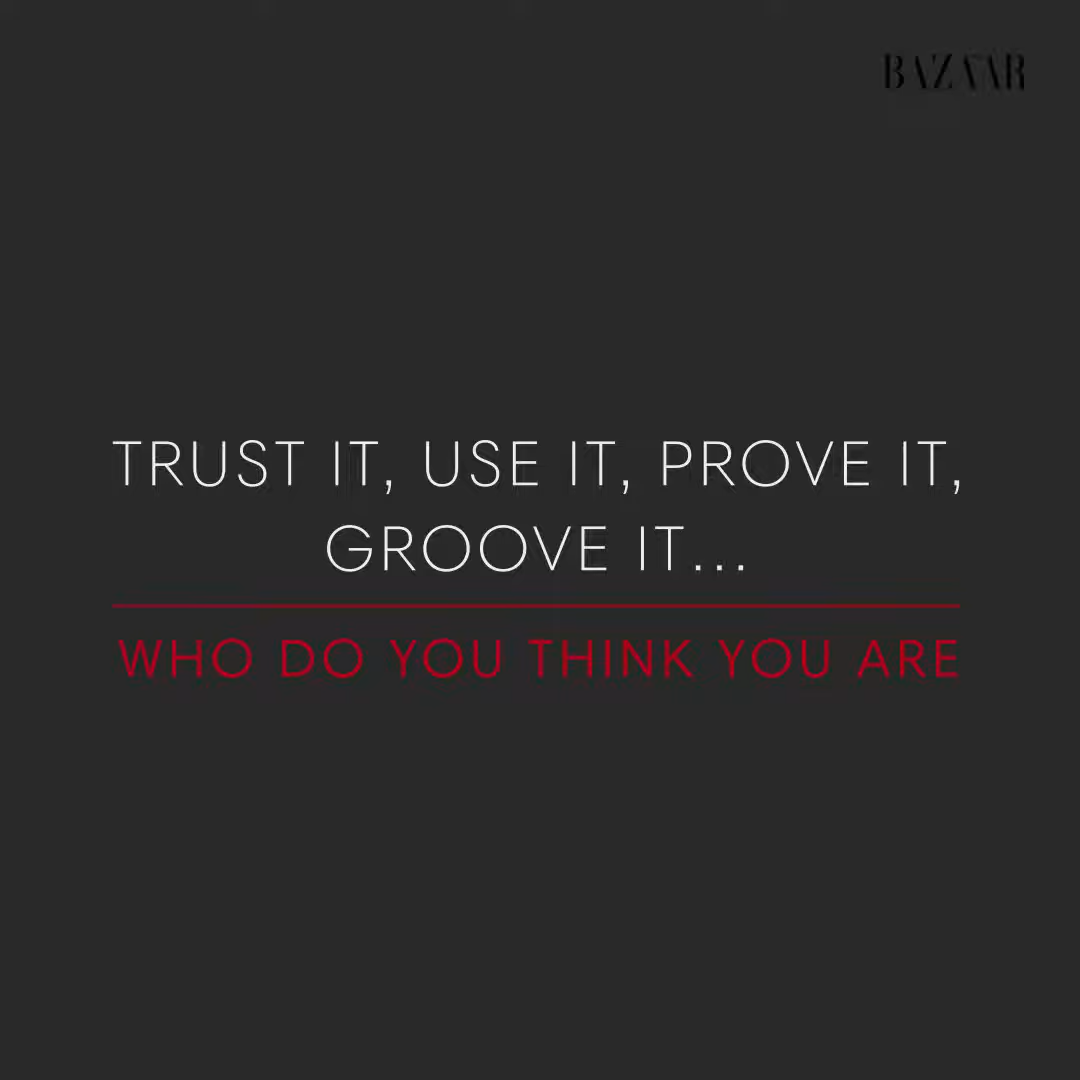 BAZAAR
TRUST IT, USE IT, PROVE IT,
GROOVE IT...
WHO DO YOU THINK YOU ARE